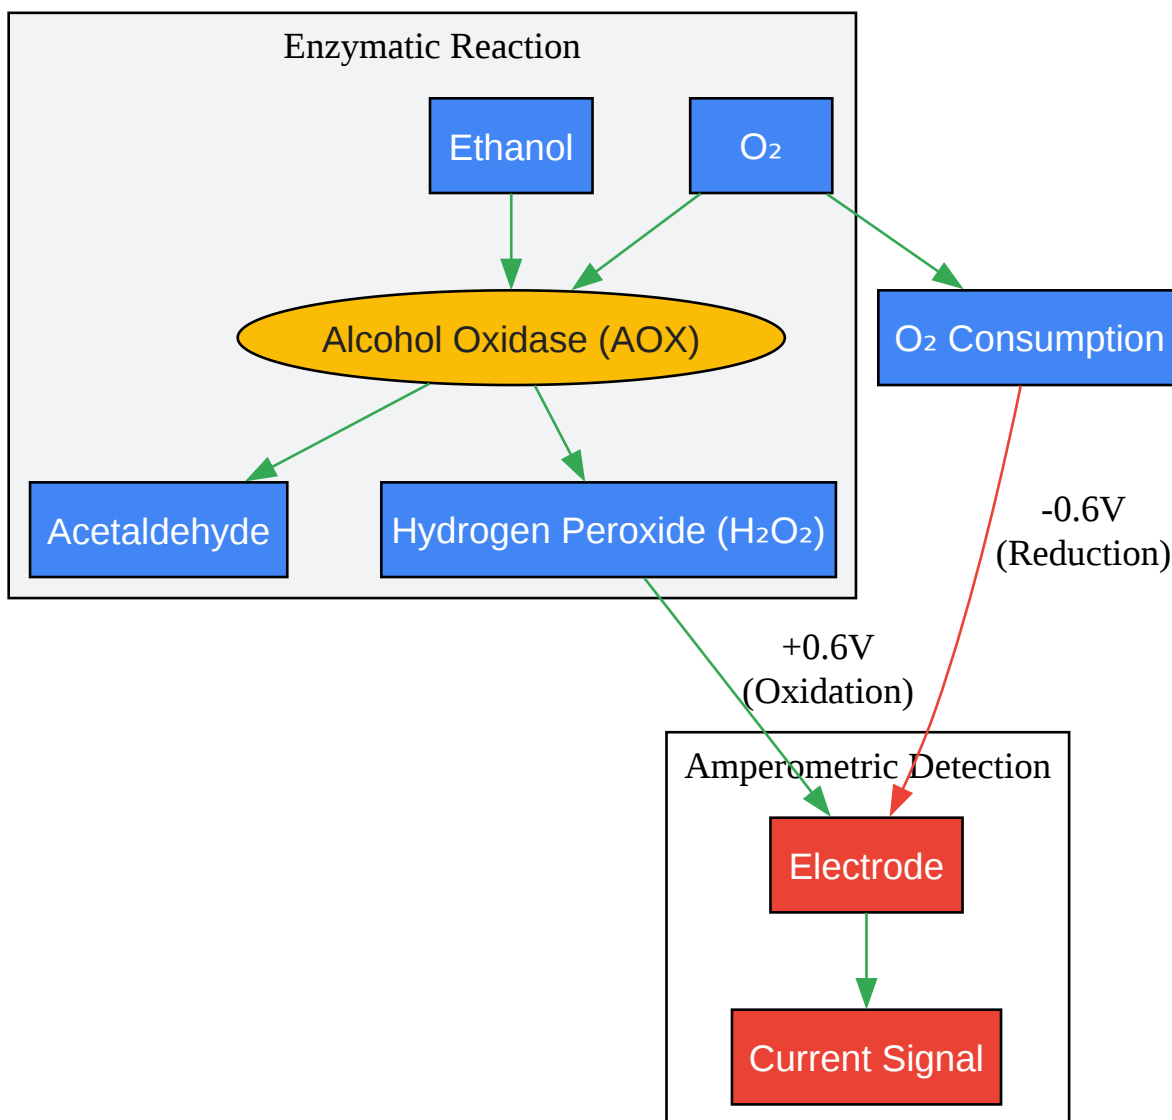 Enzymatic Reaction
Ethanol
O₂
Alcohol Oxidase (AOX)
O₂ Consumption
Acetaldehyde
Hydrogen Peroxide (H₂O₂)
-0.6V
(Reduction)
+0.6V
(Oxidation)
Amperometric Detection
Electrode
Current Signal